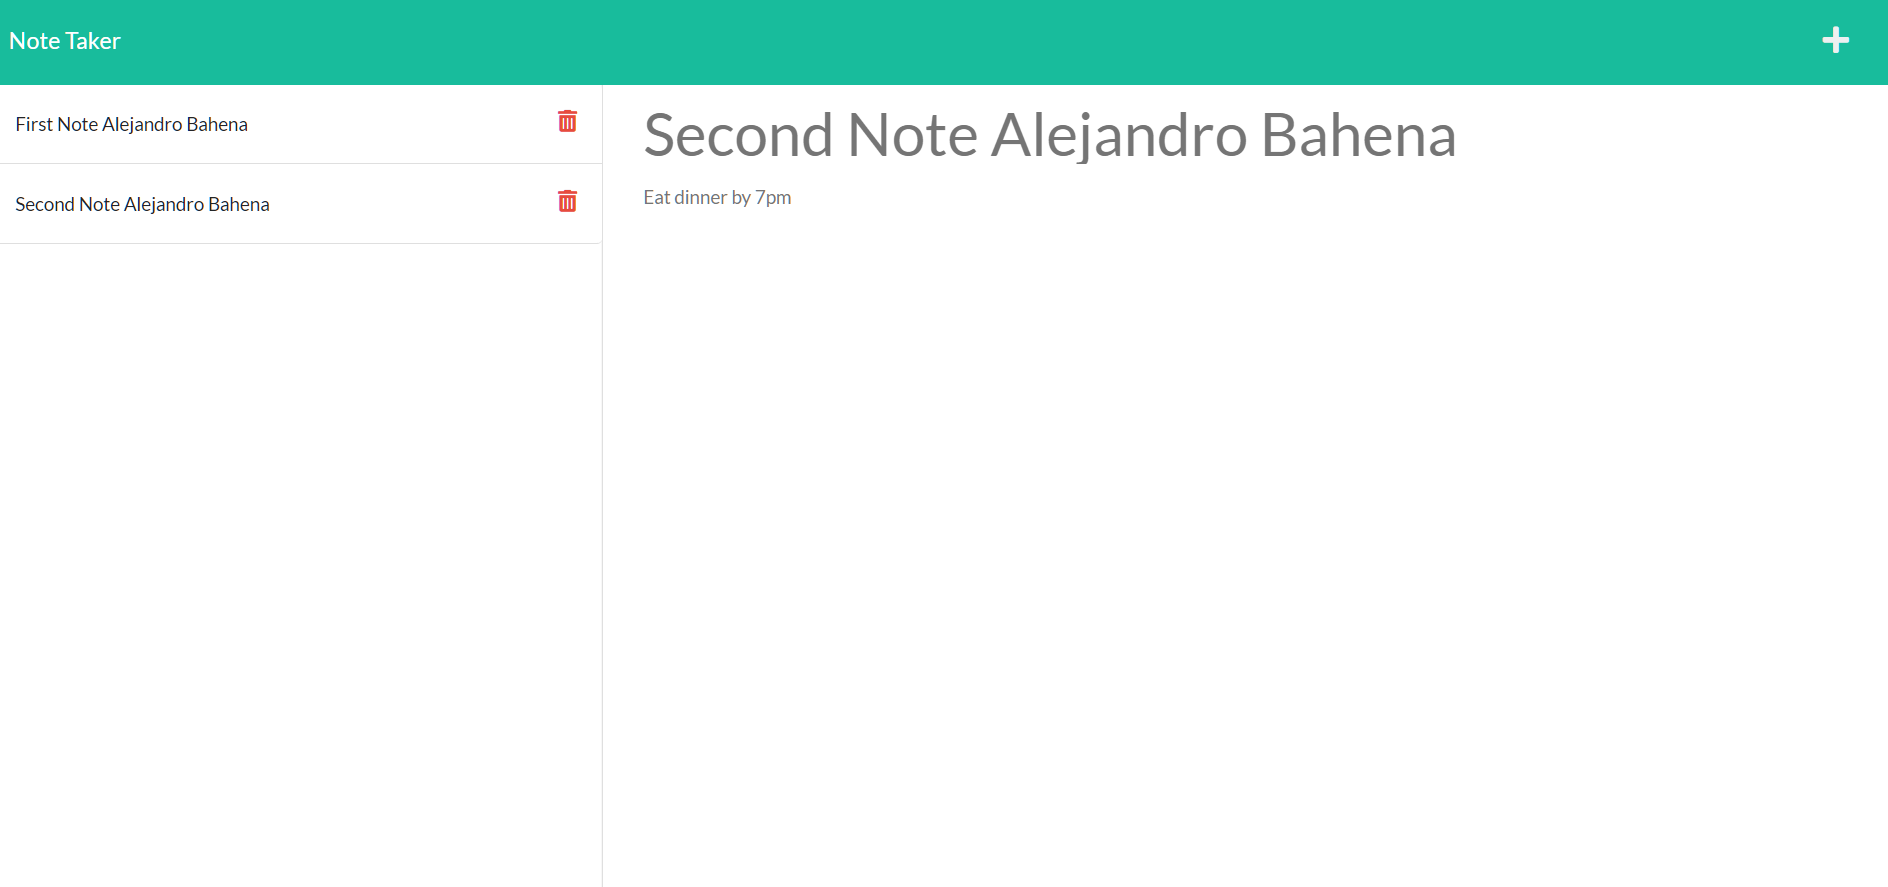 Note Taker
First Note Alejandro Bahena
Second Note Alejandro Bahena
Second Note Alejandro Bahena
Eat dinner by 7pm